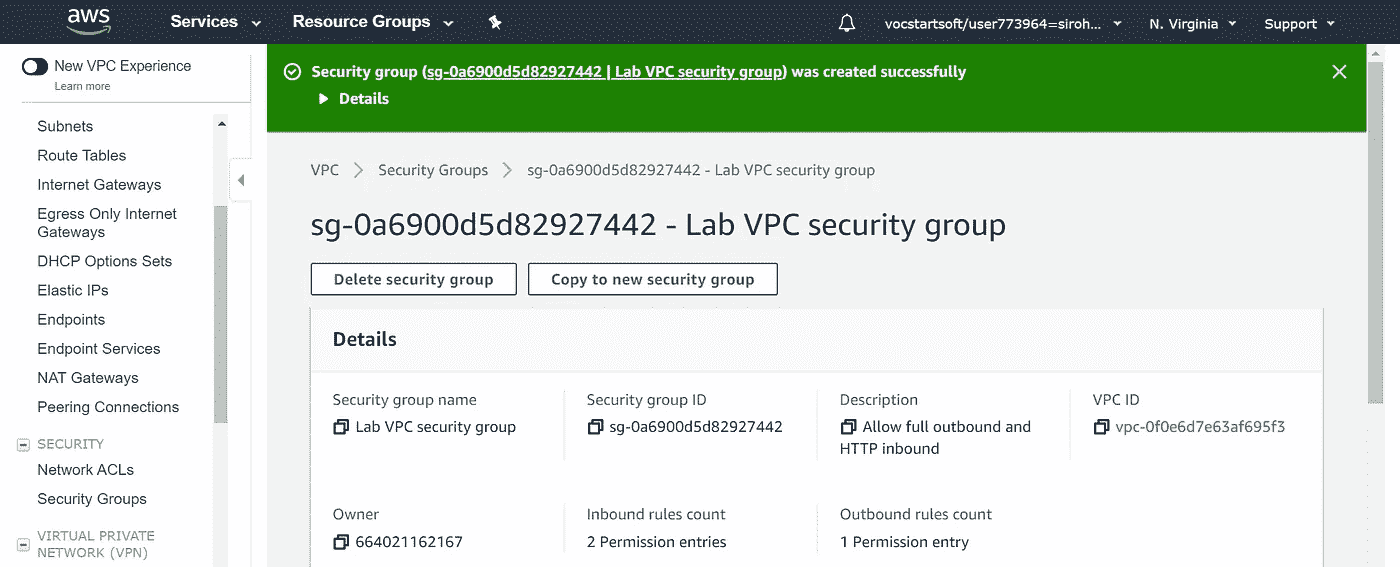 aws Services Resource Groups vocstartsoft/user773964=siroh... N. Virginia Support
New VPC Experience
Learn more
Subnets
Route Tables
Internet Gateways
Egress Only Internet
Gateways
DHCP Options Sets
Elastic IPs
Endpoints
Endpoint Services
NAT Gateways
Peering Connections
SECURITY
Network ACLs
Security Groups
VIRTUAL PRIVATE
NETWORK (VPN)
Security group (sg-0a6900d5d82927442 | Lab VPC security group) was created successfully
Details
VPC Security Groups sg-0a6900d5d82927442 - Lab VPC security group
sg-0a6900d5d82927442 - Lab VPC security group
Delete security group Copy to new security group
Details
Security group name Security group ID Description VPC ID
Lab VPC security group sg-0a6900d5d82927442 Allow full outbound and vpc-0f0e6d7e63af695f3
HTTP inbound
Owner Inbound rules count Outbound rules count
664021162167 2 Permission entries 1 Permission entry